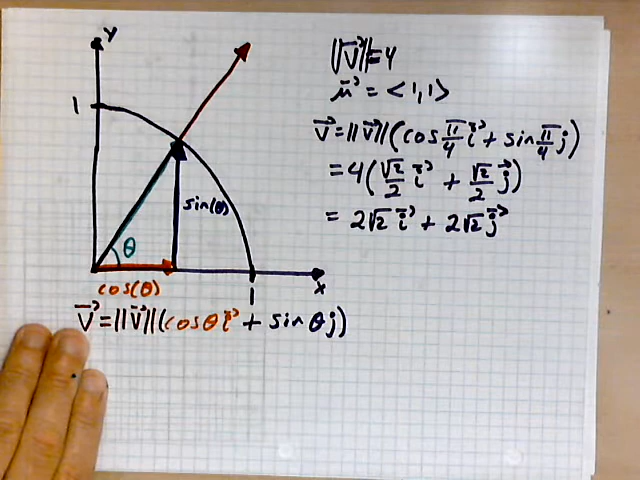 y
1
sin(θ)
θ
cos(θ)
1
x
V⃗=||V⃗||(cosθ i⃗ + sinθ j)
||V⃗||=4
u⃗ = <1,1>
V⃗=||V⃗||(cos π/4 i⃗ + sin π/4 j)
= 4(√2/2 i⃗ + √2/2 j⃗)
= 2√2 i⃗ + 2√2 j⃗